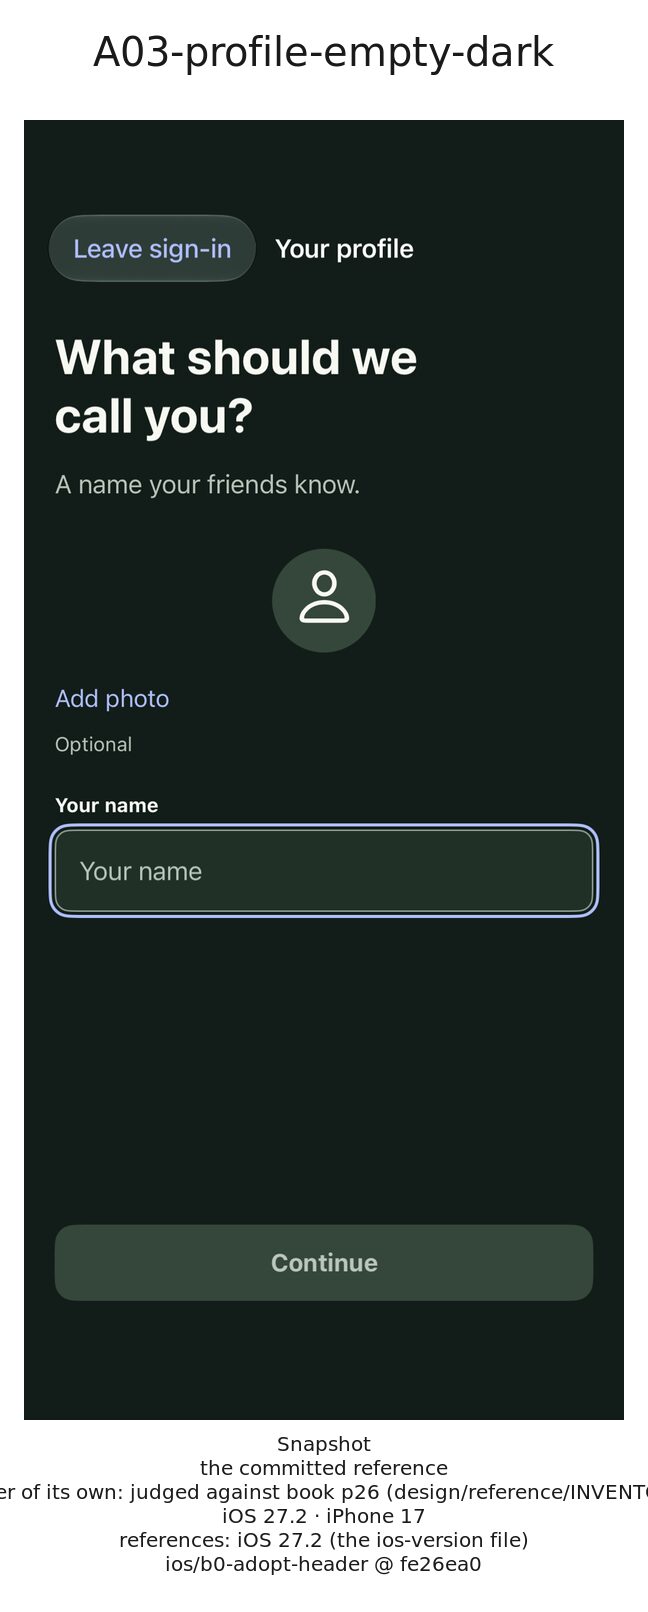 A03-profile-empty-dark
Leave sign-in
Your profile
What should we
call you?
A name your friends know.
Add photo
Optional
Your name
Your name
Continue
Snapshot
the committed reference
of its own: judged against book p26 (design/reference/
iOS 27.2 · iPhone 17
references: iOS 27.2 (the ios-version file)
ios/b0-adopt-header @ fe26ea0